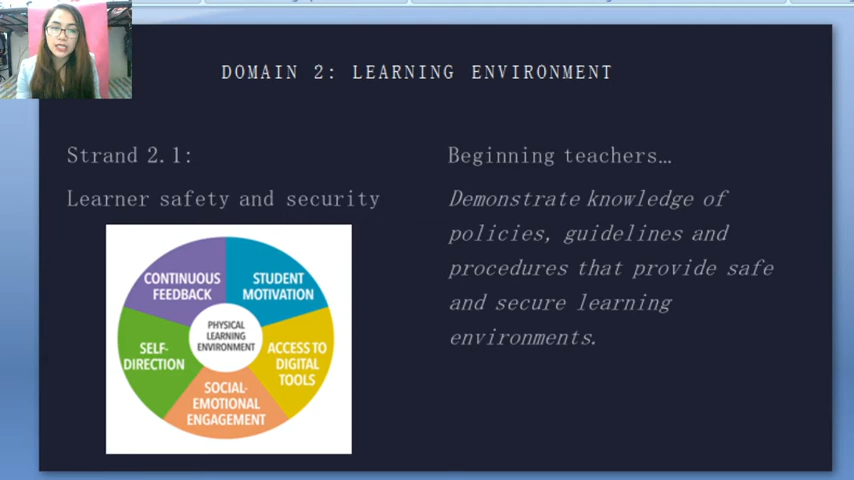 DOMAIN 2: LEARNING ENVIRONMENT
Strand 2.1:
Learner safety and security
CONTINUOUS
FEEDBACK
STUDENT
MOTIVATION
PHYSICAL
LEARNING
ENVIRONMENT
SELF-
DIRECTION
ACCESS TO
DIGITAL
TOOLS
SOCIAL-
EMOTIONAL
ENGAGEMENT
Beginning teachers…
Demonstrate knowledge of
policies, guidelines and
procedures that provide safe
and secure learning
environments.